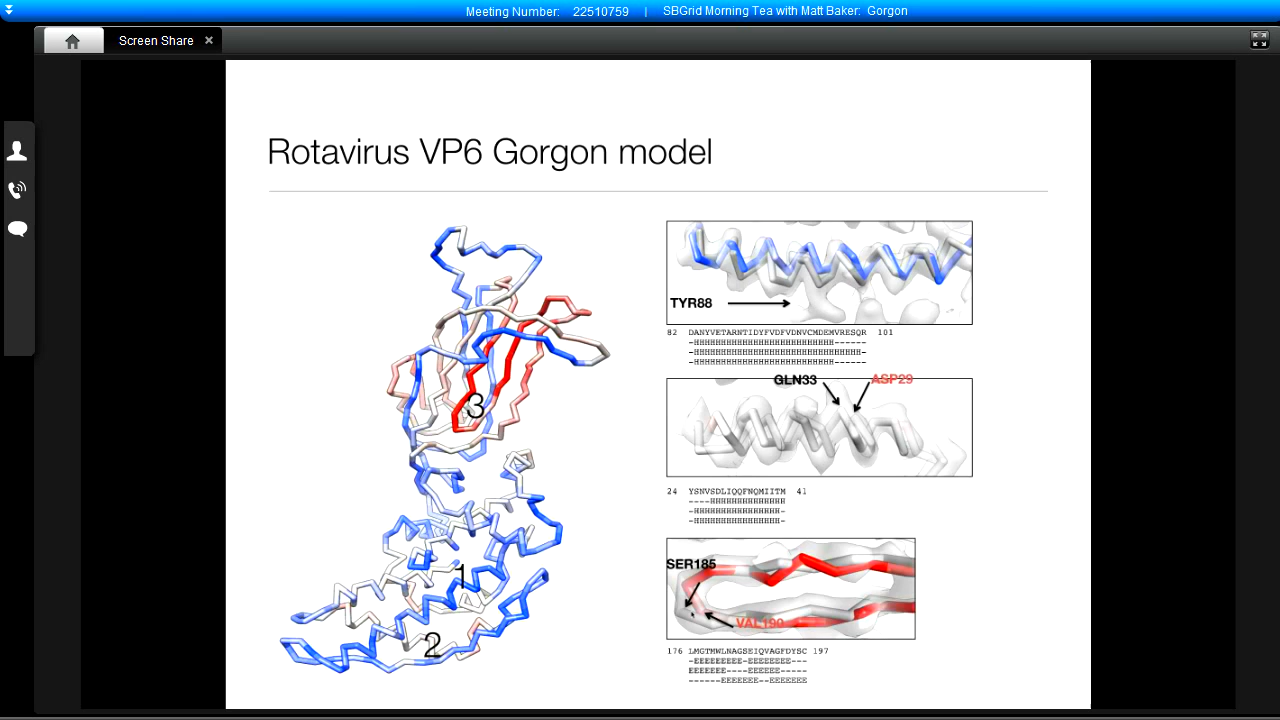 Meeting Number: 22510759 | SBGrid Morning Tea with Matt Baker: Gorgon
Screen Share ×
Rotavirus VP6 Gorgon model
3
1
2
TYR88
82 DANYVETARNTIDYFVDFVDNVCMDEMVRESQR 101
-HHHHHHHHHHHHHHHHHHHHHHHHHH------
-HHHHHHHHHHHHHHHHHHHHHHHHHHHHHHH-
-HHHHHHHHHHHHHHHHHHHHHHHHHH------
GLN33 ASP29
24 YSNVSDLIQQFNQMIITM 41
----HHHHHHHHHHHHHH
-HHHHHHHHHHHHHHHH-
-HHHHHHHHHHHHHHHH-
SER185
VAL190
176 LMGTMWLNAGSEIQVAGFDYSC 197
-EEEEEEEEE-EEEEEEEE---
EEEEEEE----EEEEEE-----
------EEEEEEE--EEEEEEE